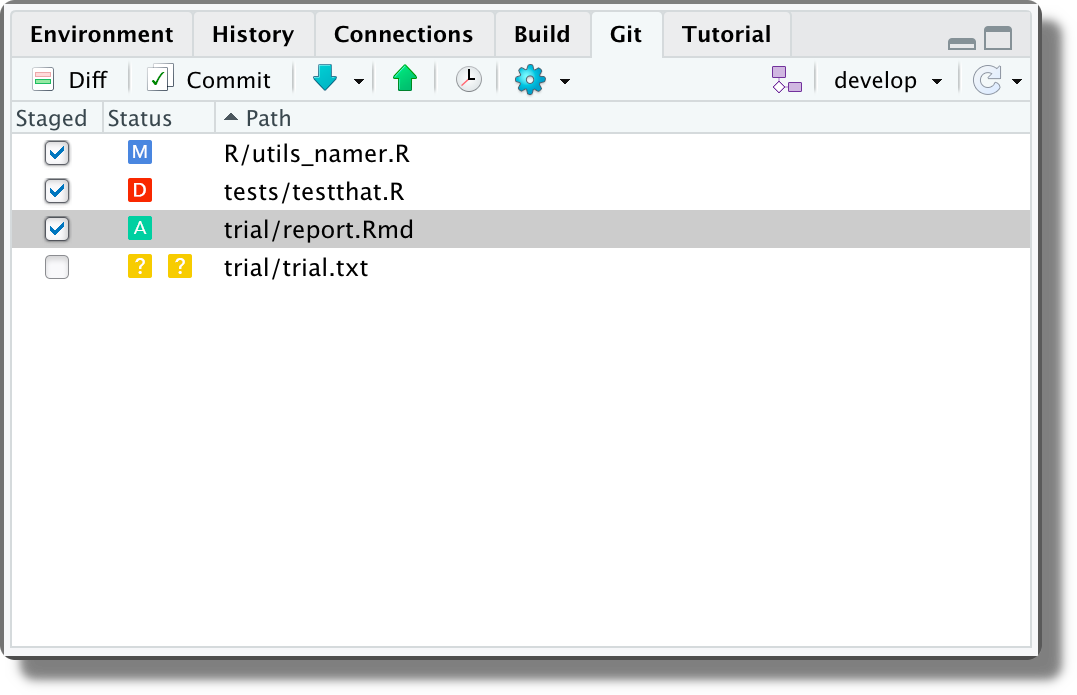 Environment History Connections Build Git Tutorial
Diff Commit develop
Staged Status Path
M R/utils_namer.R
D tests/testthat.R
A trial/report.Rmd
? ? trial/trial.txt